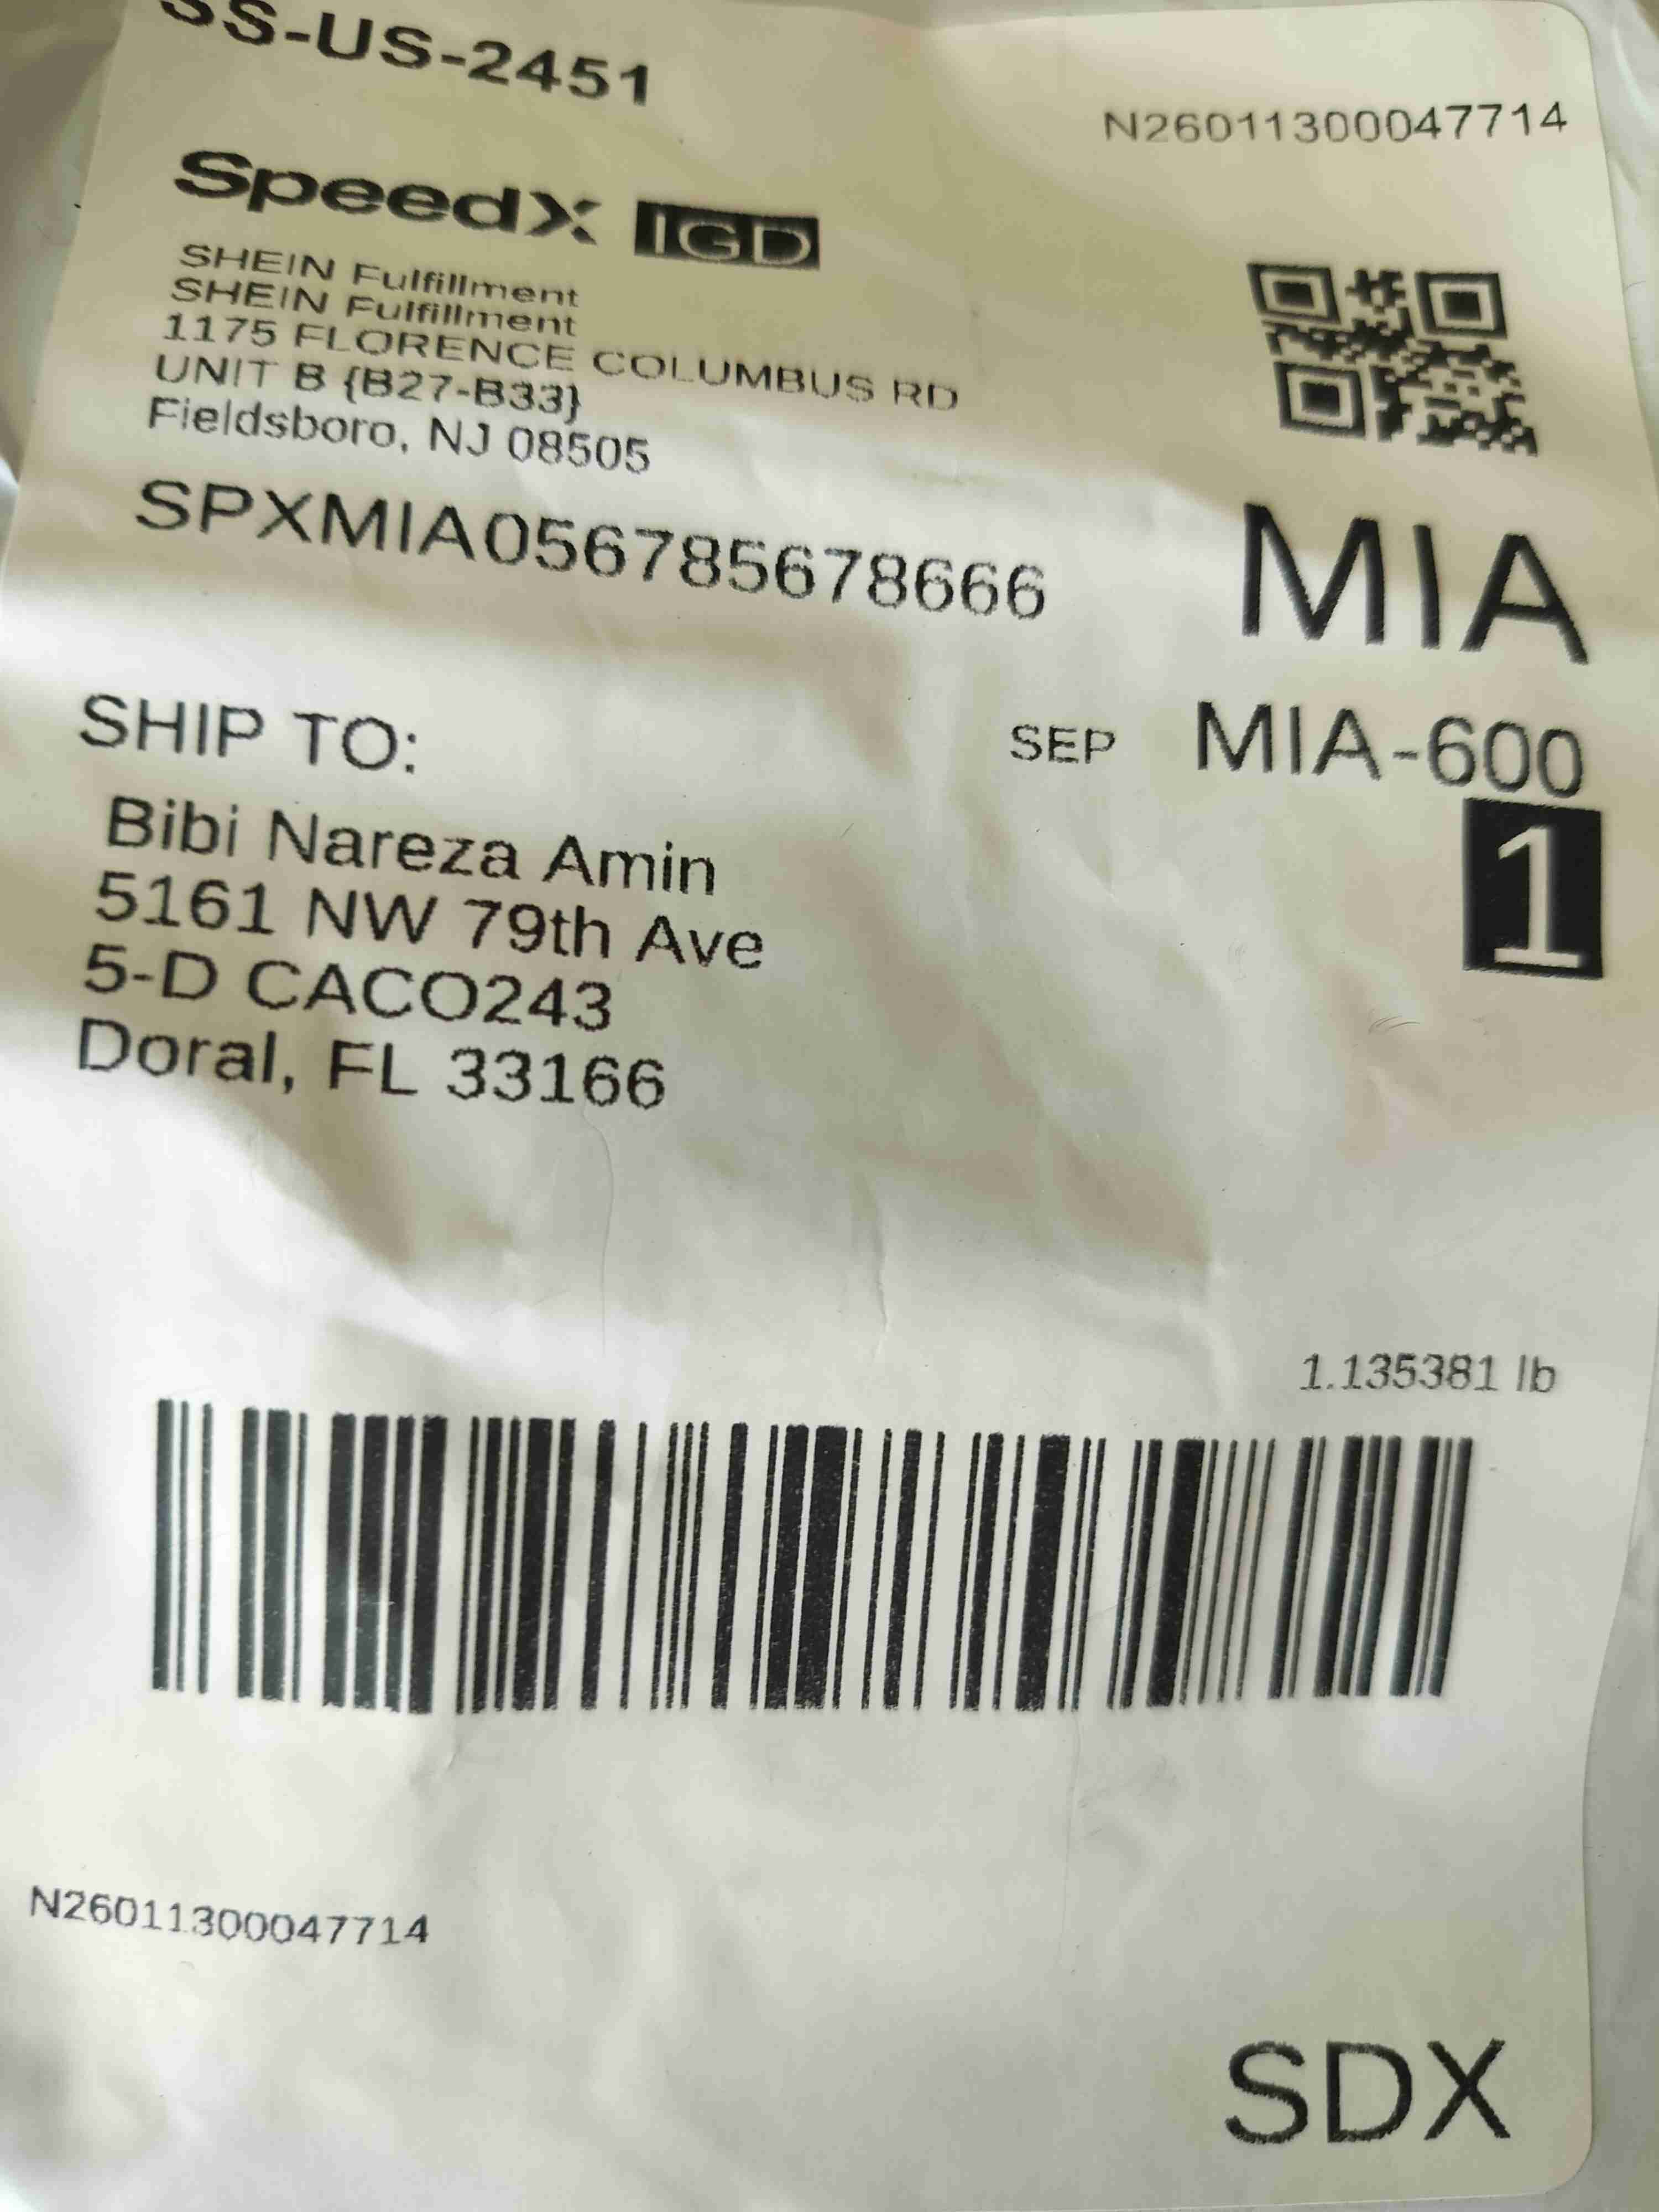 SS-US-2451
N26011300047714
SpeedX IGD
SHEIN Fulfillment
SHEIN Fulfillment
1175 FLORENCE COLUMBUS RD
UNIT B {B27-B33}
Fieldsboro, NJ 08505
SPXMIA056785678666
MIA
SEP MIA-600
1
SHIP TO:
Bibi Nareza Amin
5161 NW 79th Ave
5-D CACO243
Doral, FL 33166
1.135381 lb
N26011300047714
SDX